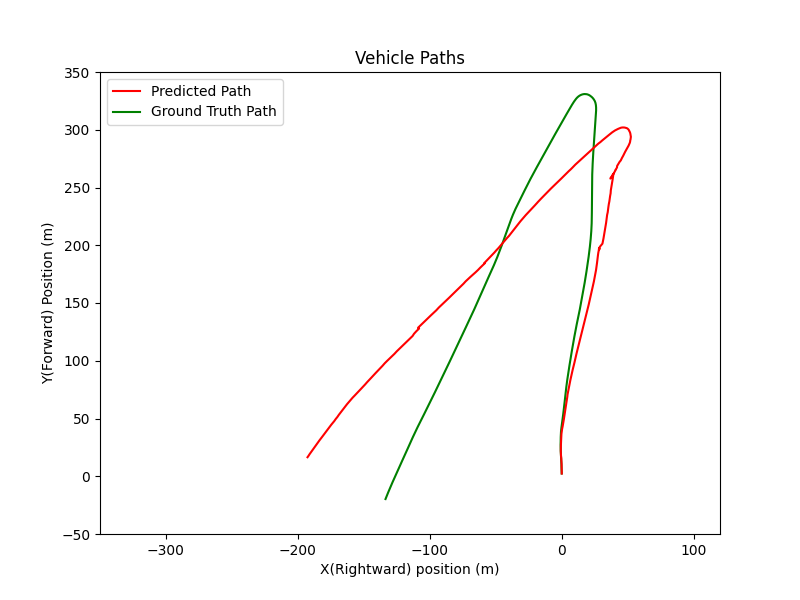 Vehicle Paths
Predicted Path
Ground Truth Path
Y(Forward) Position (m)
350
300
250
200
150
100
50
0
−50
−300
−200
−100
0
100
X(Rightward) position (m)